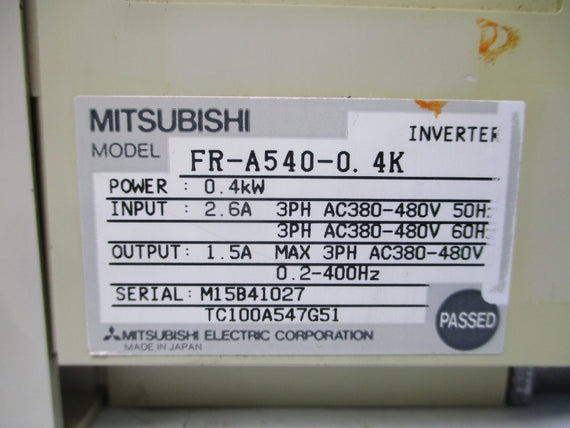 MITSUBISHI
INVERTER
MODEL FR-A540-0.4K
POWER : 0.4kW
INPUT : 2.6A 3PH AC380-480V 50H
3PH AC380-480V 60H
OUTPUT: 1.5A MAX 3PH AC380-480V
0.2-400Hz
SERIAL: M15B41027
TC100A547G51
PASSED
MITSUBISHI ELECTRIC CORPORATION
MADE IN JAPAN